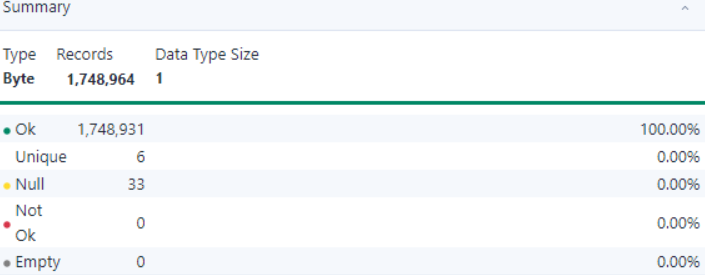 Summary
Type Records Data Type Size
Byte 1,748,964 1
Ok 1,748,931 100.00%
Unique 6 0.00%
Null 33 0.00%
Not
Ok 0 0.00%
Empty 0 0.00%